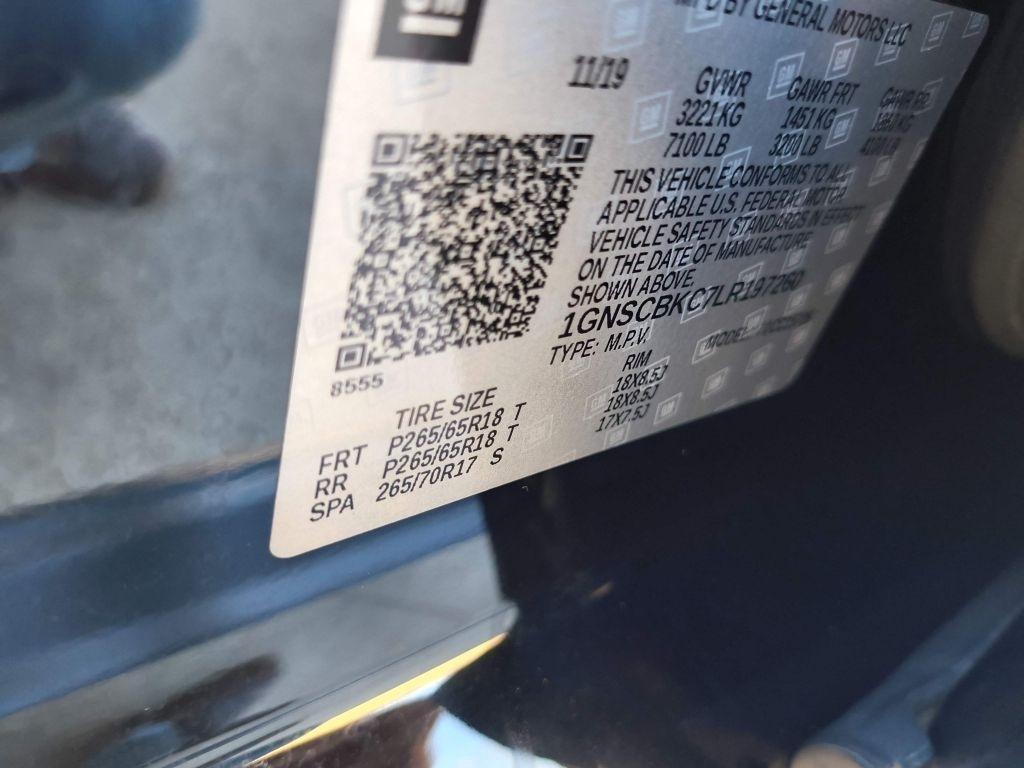 GM
MFD BY GENERAL MOTORS LLC
11/19 GVWR GAWR FRT GAWR RR
3221 KG 1451 KG
7100 LB 3200 LB
THIS VEHICLE CONFORMS TO ALL
APPLICABLE U.S. FEDERAL MOTOR
VEHICLE SAFETY STANDARDS IN EFFECT
ON THE DATE OF MANUFACTURE
SHOWN ABOVE.
1GNSCBKC7LR197260
TYPE: M.P.V. MODEL:
8555
TIRE SIZE RIM
FRT P265/65R18 T 18X8.5J
RR P265/65R18 T 18X8.5J
SPA 265/70R17 S 17X7.5J